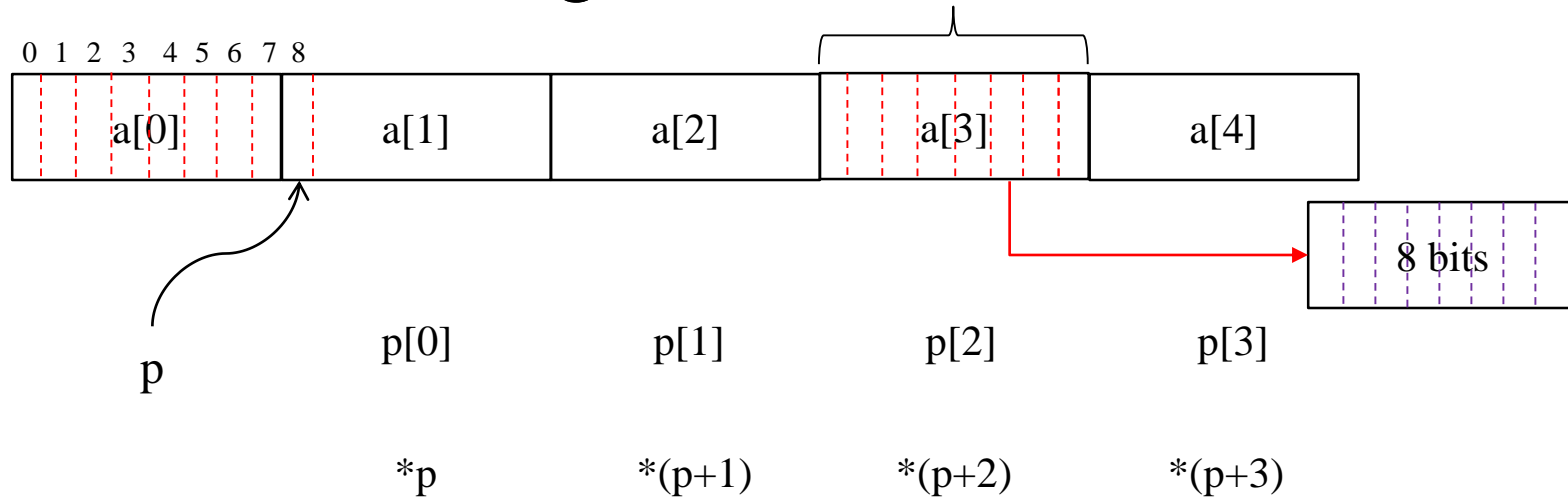 0 1 2 3 4 5 6 7 8
a[0] a[1] a[2] a[3] a[4]
8 bits
p[0] p[1] p[2] p[3]
p
*p *(p+1) *(p+2) *(p+3)